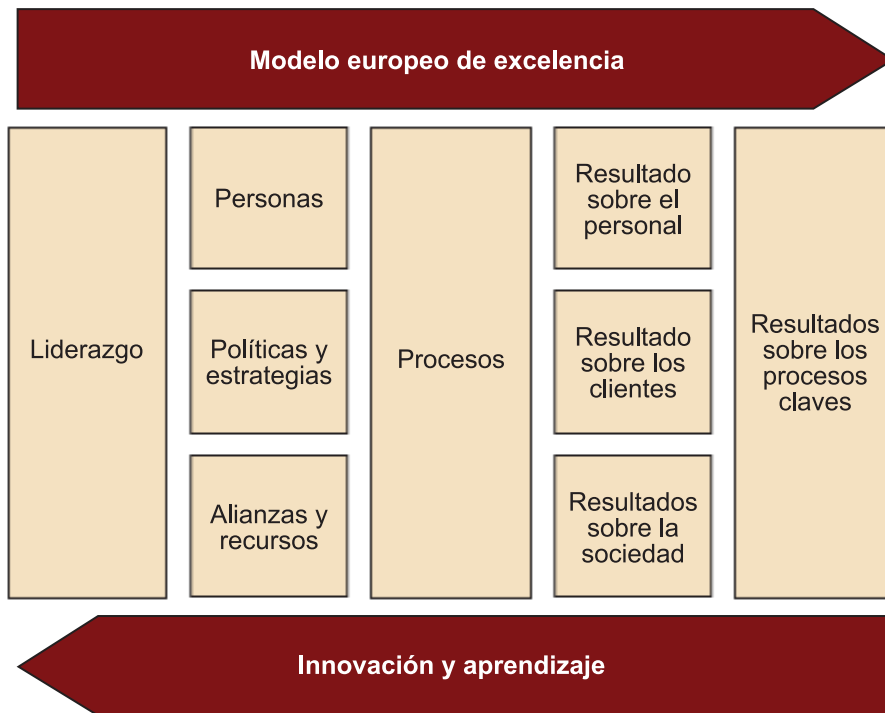 Modelo europeo de excelencia
Liderazgo
Personas
Políticas y
estrategias
Alianzas y
recursos
Procesos
Resultado
sobre el
personal
Resultado
sobre los
clientes
Resultados
sobre la
sociedad
Resultados
sobre los
procesos
claves
Innovación y aprendizaje